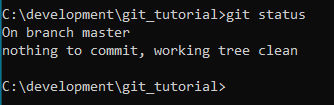 C:\development\git_tutorial>git status
On branch master
nothing to commit, working tree clean
C:\development\git_tutorial>